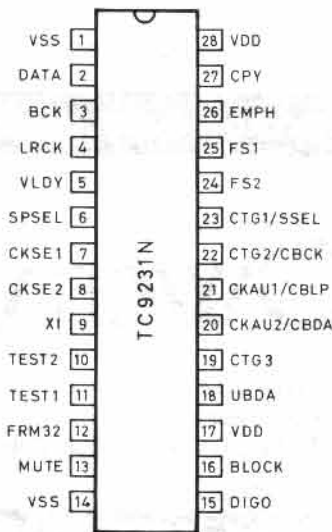 VSS 1 28 VDD
DATA 2 27 CPY
BCK 3 26 EMPH
LRCK 4 25 FS1
VLDY 5 24 FS2
SPSEL 6 23 CTG1/SSEL
CKSE1 7 22 CTG2/CBCK
CKSE2 8 21 CKAU1/CBLP
XI 9 20 CKAU2/CBDA
TEST2 10 19 CTG3
TEST1 11 18 UBDA
FRM32 12 17 VDD
MUTE 13 16 BLOCK
VSS 14 15 DIGO
TC9231N